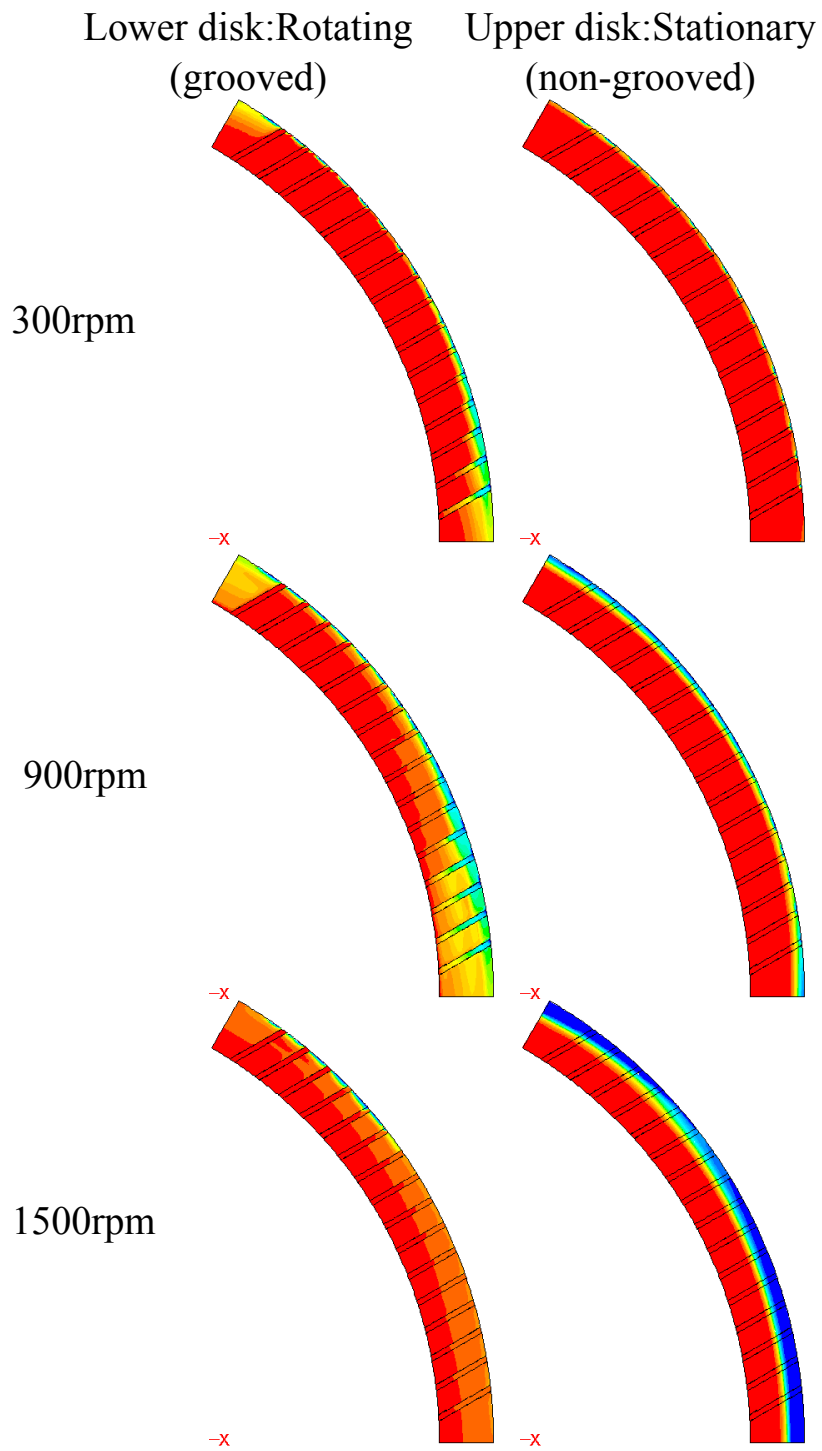 Lower disk:Rotating
(grooved)
Upper disk:Stationary
(non-grooved)
300rpm
–X
–X
900rpm
–X
–X
1500rpm
–X
–X